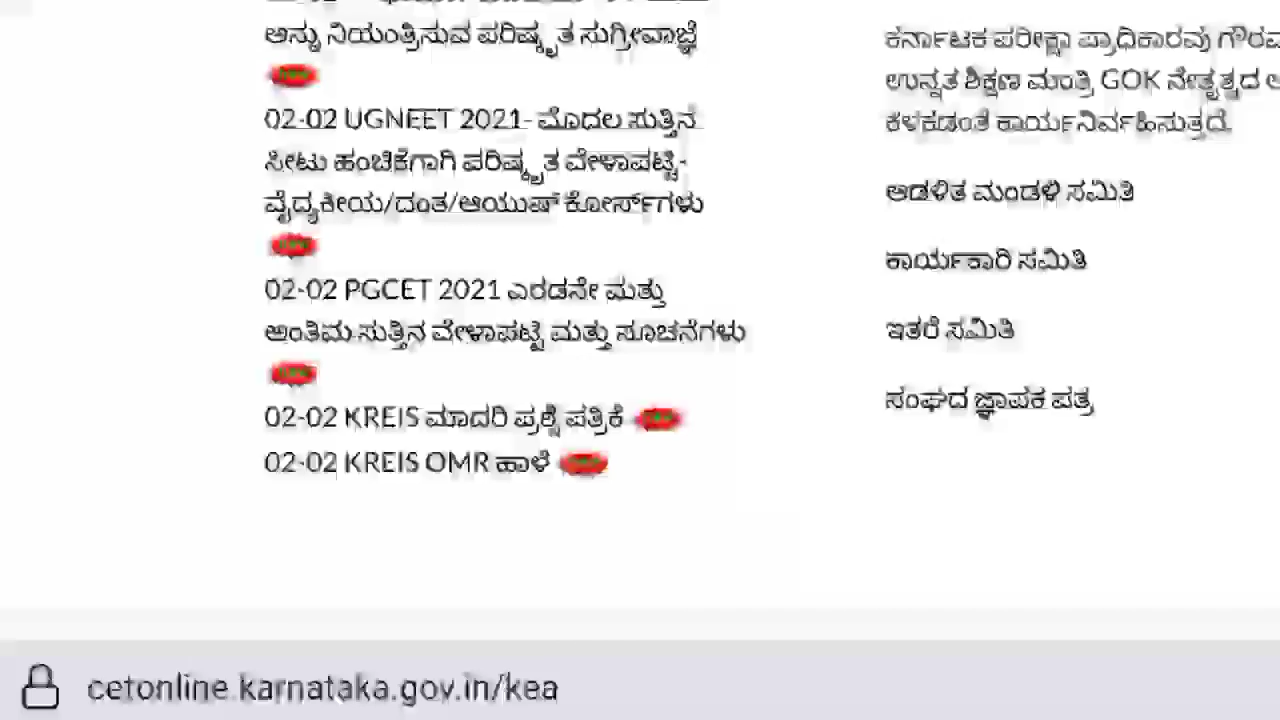 ಅನ್ನು ನಿಯಂತ್ರಿಸುವ ಪರಿಷ್ಕೃತ ಸುಗ್ರೀವಾಜ್ಞೆ
02-02 UGNEET 2021- ಮೊದಲ ಸುತ್ತಿನ
ಸೀಟು ಹಂಚಿಕೆಗಾಗಿ ಪರಿಷ್ಕೃತ ವೇಳಾಪಟ್ಟಿ-
ವೈದ್ಯಕೀಯ/ದಂತ/ಆಯುಷ್ ಕೋರ್ಸ್‌ಗಳು
02-02 PGCET 2021 ಎರಡನೇ ಮತ್ತು
ಅಂತಿಮ ಸುತ್ತಿನ ವೇಳಾಪಟ್ಟಿ ಮತ್ತು ಸೂಚನೆಗಳು
02-02 KREIS ಮಾದರಿ ಪ್ರಶ್ನೆ ಪತ್ರಿಕೆ
02-02 KREIS OMR ಹಾಳೆ
ಕರ್ನಾಟಕ ಪರೀಕ್ಷಾ ಪ್ರಾಧಿಕಾರವು
ಉನ್ನತ ಶಿಕ್ಷಣ ಮಂತ್ರಿ GOK ನೇತೃತ್ವದ
ಕೆಳಕಂಡಂತೆ ಕಾರ್ಯನಿರ್ವಹಿಸುತ್ತದೆ.
ಆಡಳಿತ ಮಂಡಳಿ ಸಮಿತಿ
ಕಾರ್ಯಕಾರಿ ಸಮಿತಿ
ಇತರೆ ಸಮಿತಿ
ಸಂಘದ ಜ್ಞಾಪಕ ಪತ್ರ
cetonline.karnataka.gov.in/kea